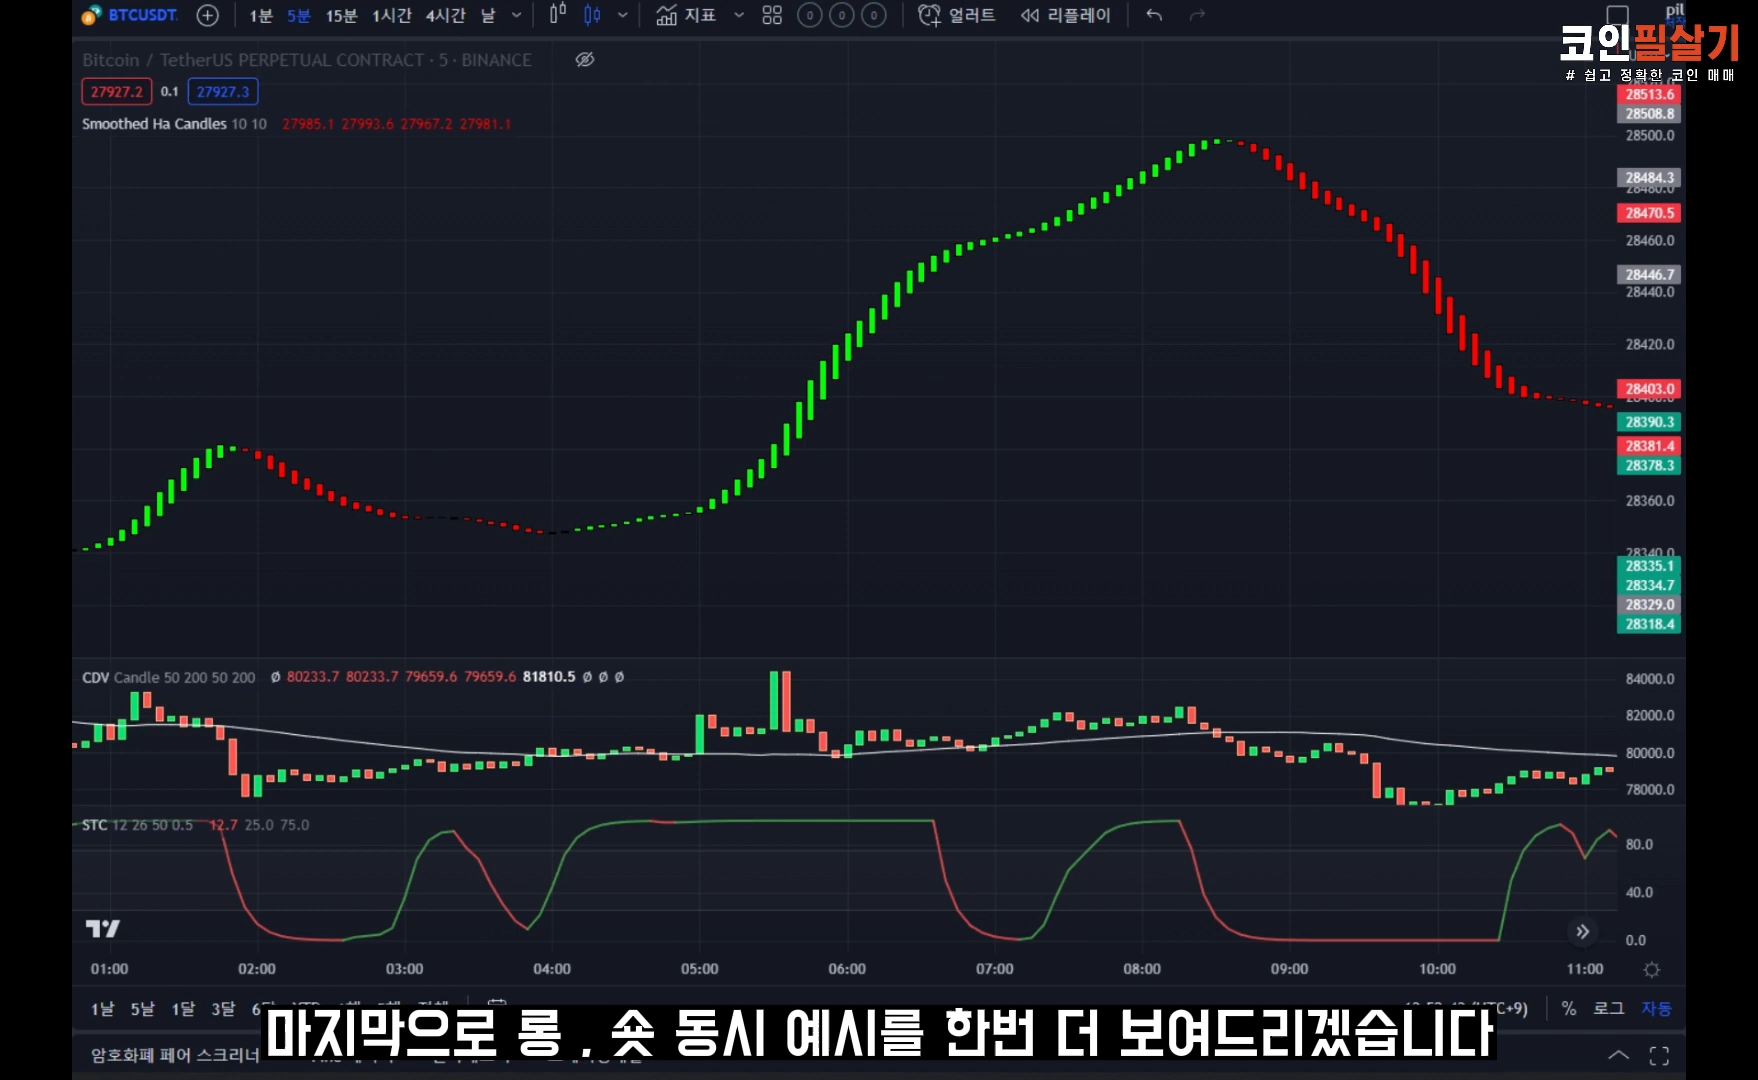 BTCUSDT. 1분 5분 15분 1시간 4시간 날 지표 0 0 0 얼러트 리플레이 pil
코인필살기
# 쉽고 정확한 코인 매매
Bitcoin / TetherUS PERPETUAL CONTRACT · 5 · BINANCE
27927.2 0.1 27927.3
Smoothed Ha Candles 10 10 27985.1 27993.6 27967.2 27981.1
28513.6
28508.8
28500.0
28484.3
28480.0
28470.5
28460.0
28446.7
28440.0
28420.0
28403.0
28390.3
28381.4
28378.3
28360.0
28340.0
28335.1
28334.7
28329.0
28318.4
CDV Candle 50 200 50 200 Ø 80233.7 80233.7 79659.6 79659.6 81810.5 Ø Ø Ø
84000.0
82000.0
80000.0
78000.0
STC 12 26 50 0.5 12.7 25.0 75.0
80.0
40.0
0.0
01:00 02:00 03:00 04:00 05:00 06:00 07:00 08:00 09:00 10:00 11:00
1날 5날 1달 3달 % 로그 자동
마지막으로 롱 , 숏 동시 예시를 한번 더 보여드리겠습니다
암호화폐 페어 스크리너